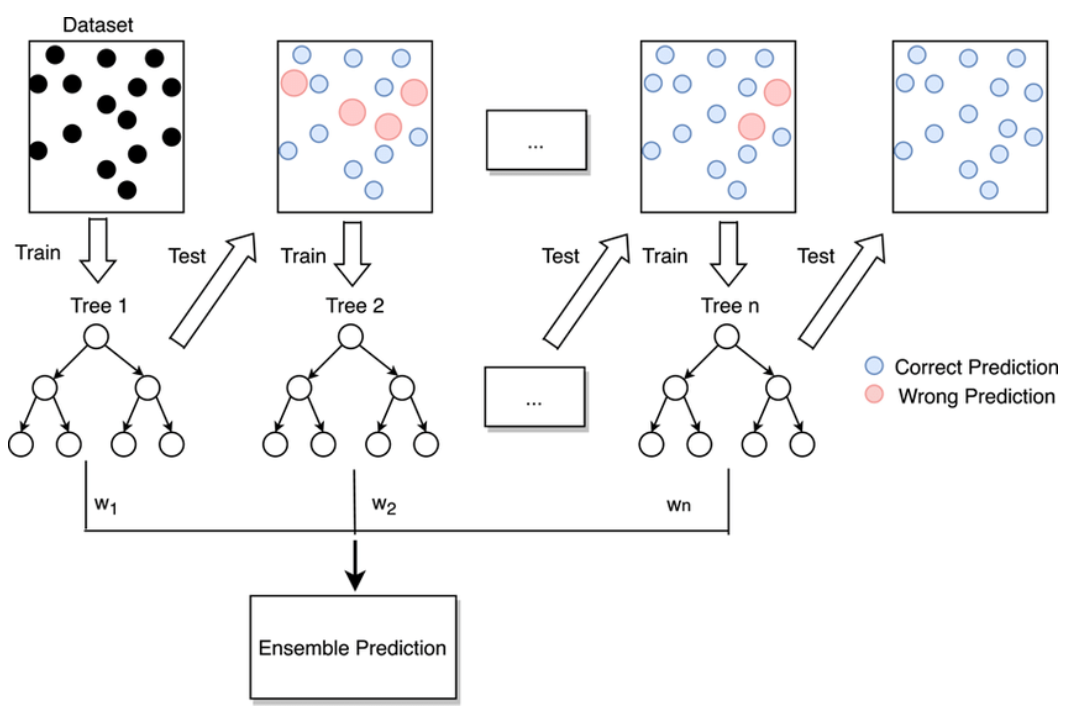 Dataset
...
Train
Test
Train
Test
Train
Test
Tree 1
Tree 2
Tree n
...
Correct Prediction
Wrong Prediction
w1
w2
wn
Ensemble Prediction